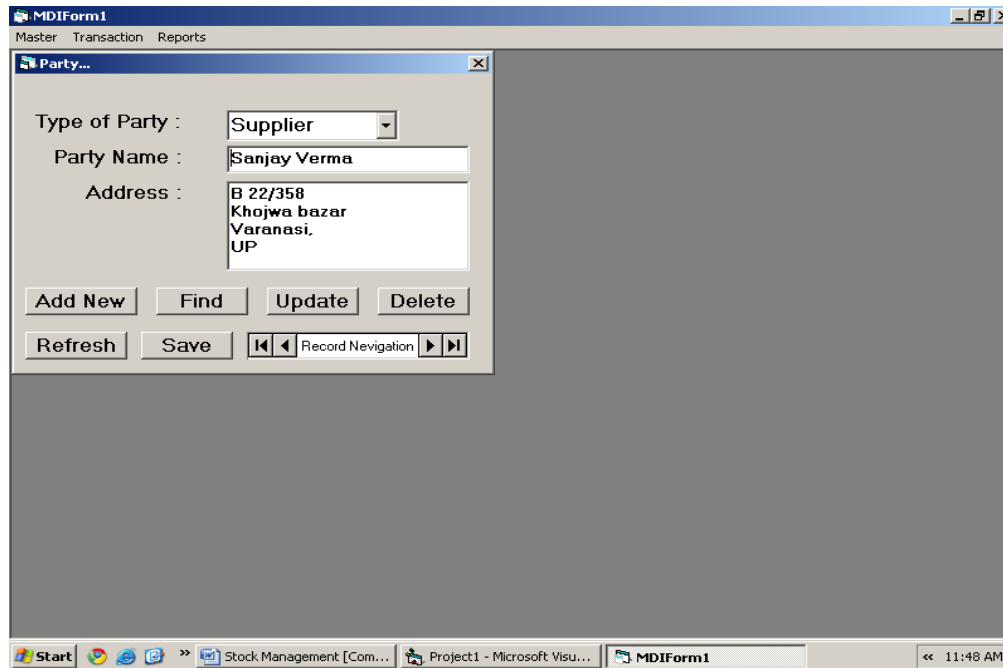 MDIForm1
Master Transaction Reports
Party...
Type of Party : Supplier
Party Name : Sanjay Verma
Address : B 22/358
Khojwa bazar
Varanasi,
UP
Add New Find Update Delete
Refresh Save Record Nevigation
Start » Stock Management [Com... Project1 - Microsoft Visu... MDIForm1 « 11:48 AM